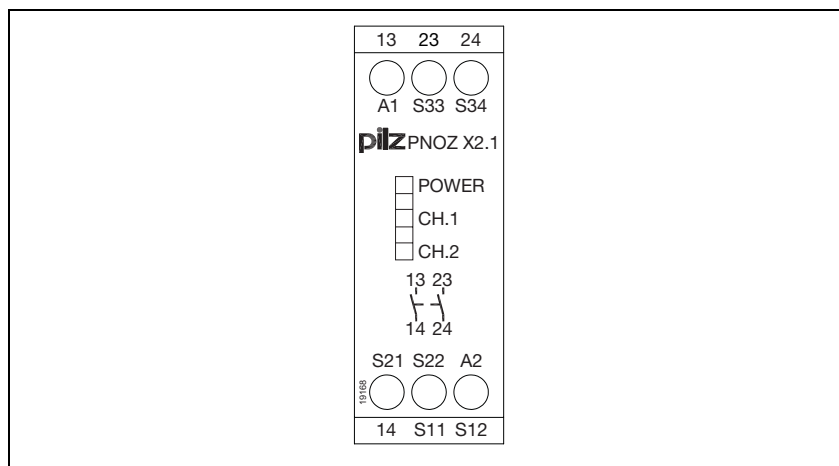 13 23 24
A1 S33 S34
pilz PNOZ X2.1
POWER
CH.1
CH.2
13 23
14 24
S21 S22 A2
19168
14 S11 S12